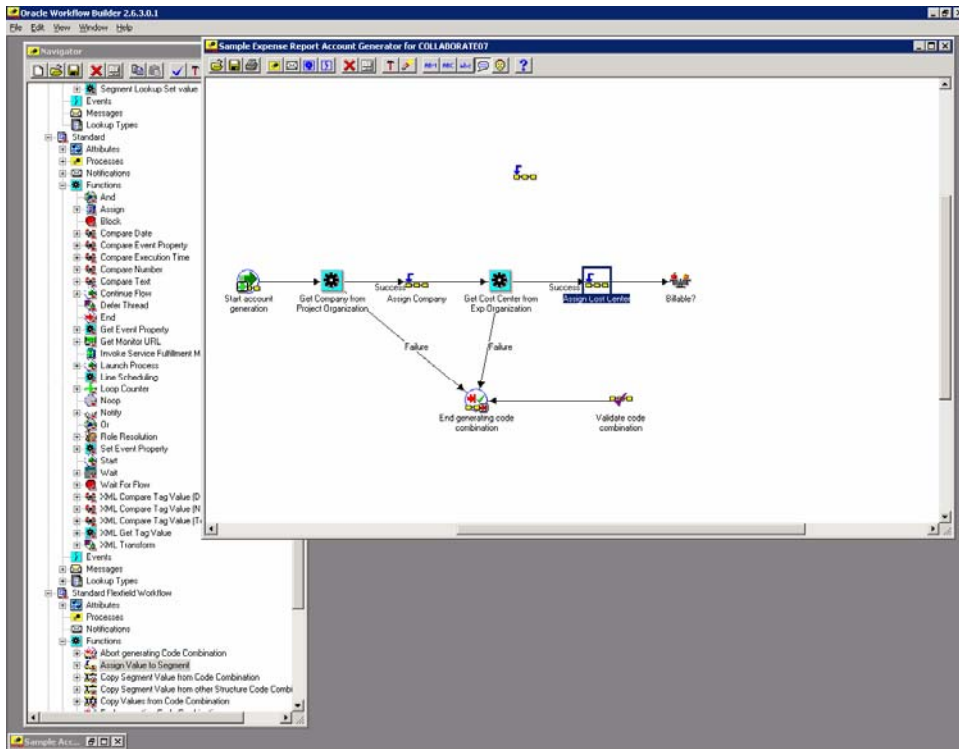 Oracle Workflow Builder 2.6.3.0.1
File Edit View Window Help
Navigator
Segment Lookup Set value
Events
Messages
Lookup Types
Standard
Attributes
Processes
Notifications
Functions
And
Assign
Block
Compare Date
Compare Event Property
Compare Execution Time
Compare Number
Compare Text
Continue Flow
Defer Thread
End
Get Event Property
Get Monitor URL
Invoke Service Fulfillment M
Launch Process
Line Scheduling
Loop Counter
Noop
Notify
Or
Role Resolution
Set Event Property
Start
Wait
Wait For Flow
XML Compare Tag Value (D
XML Compare Tag Value (N
XML Compare Tag Value (Te
XML Get Tag Value
XML Transform
Events
Messages
Lookup Types
Standard Flexfield Workflow
Attributes
Processes
Notifications
Functions
Abort generating Code Combination
Assign Value to Segment
Copy Segment Value from Code Combination
Copy Segment Value from other Structure Code Combi
Copy Values from Code Combination
Sample Acc...
Sample Expense Report Account Generator for COLLABORATE07
Start account
generation
Get Company from
Project Organization
Success
Assign Company
Get Cost Center from
Exp Organization
Success
Assign Cost Center
Billable?
Failure
Failure
End generating code
combination
Validate code
combination